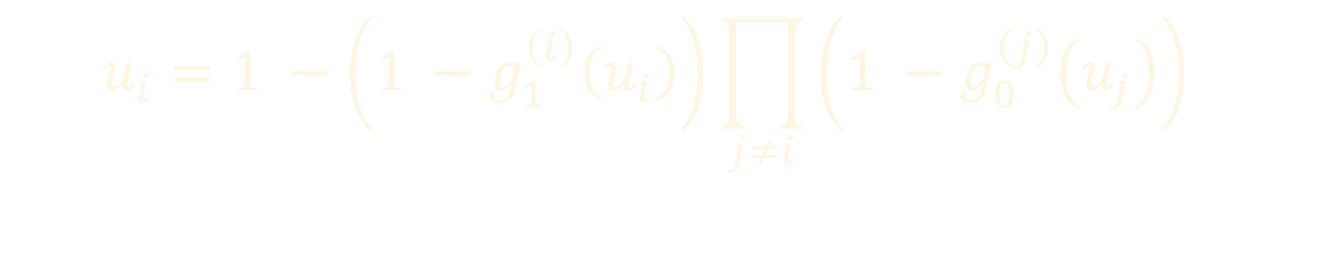 u_i = 1 − (1 − g_1^{(i)}(u_i)) ∏_{j≠i} (1 − g_0^{(j)}(u_j))